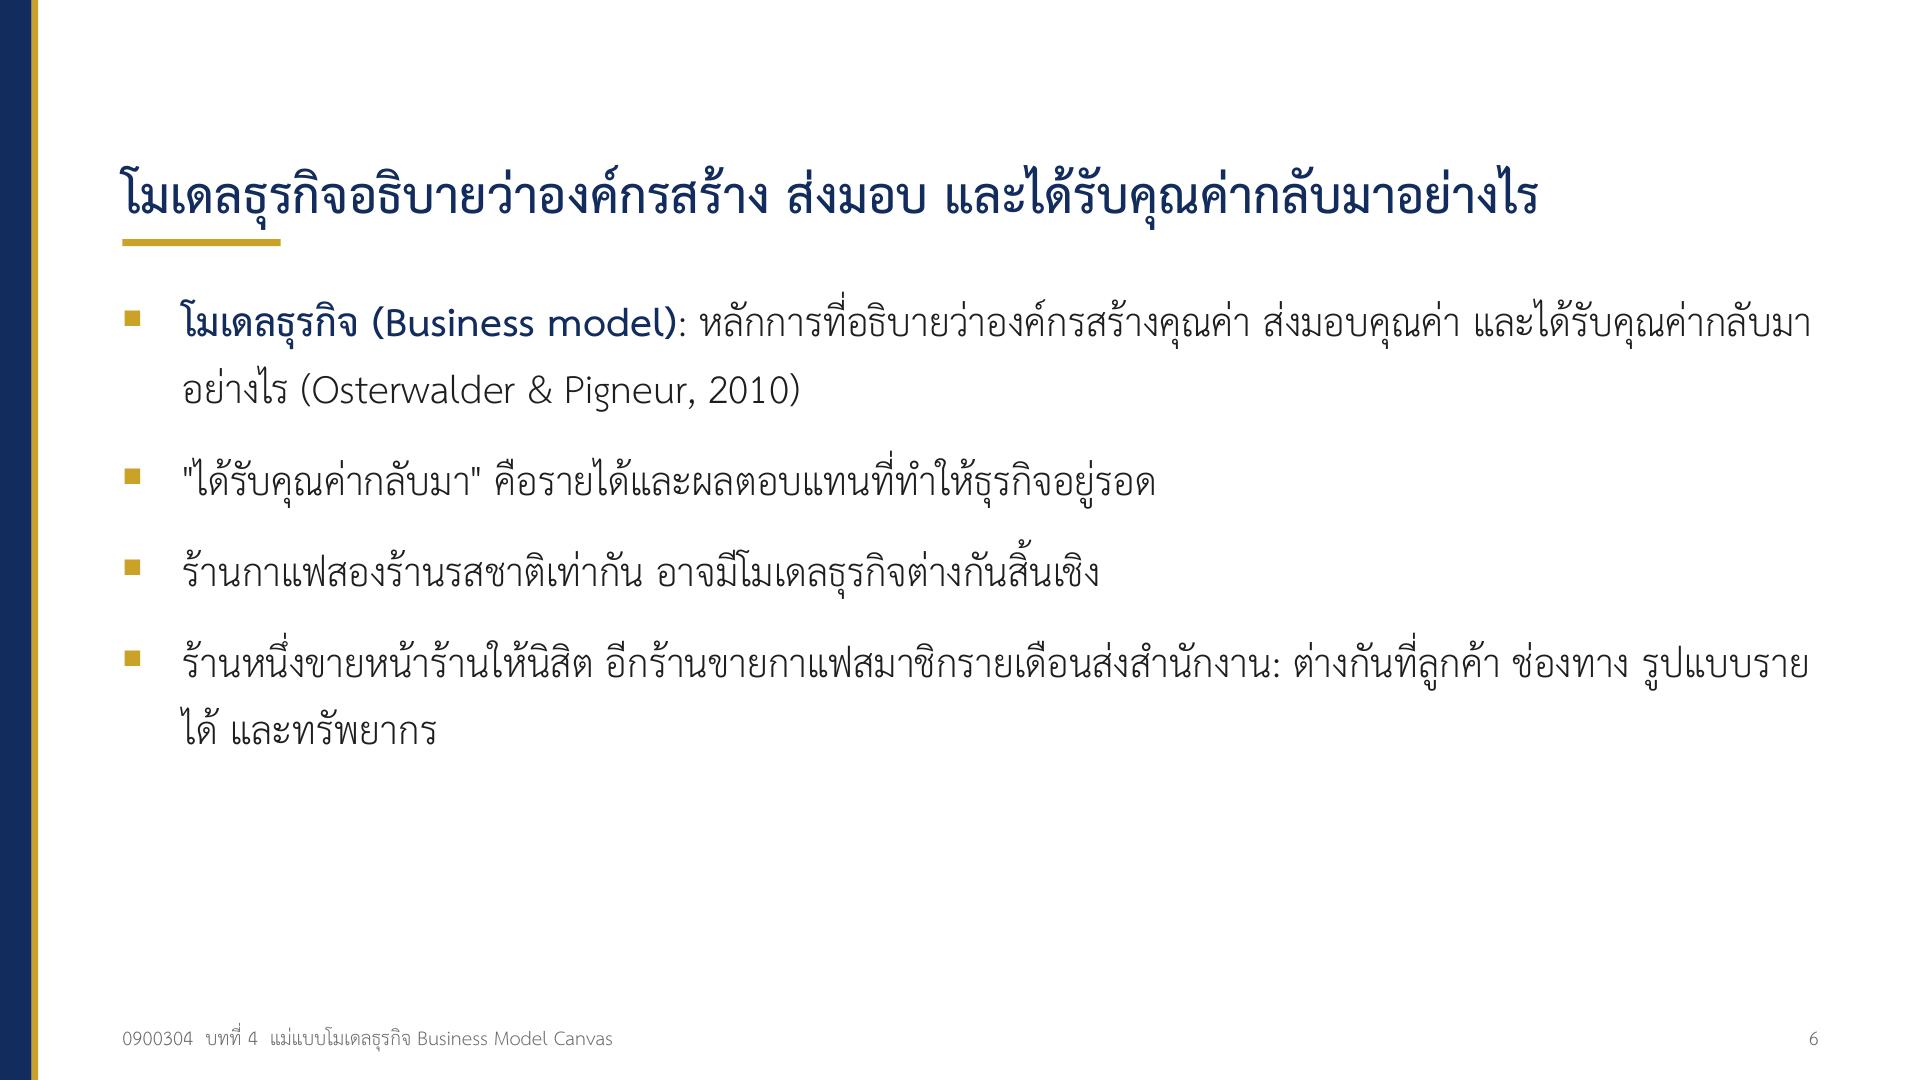 โมเดลธุรกิจอธิบายว่าองค์กรสร้าง ส่งมอบ และได้รับคุณค่ากลับมาอย่างไร
โมเดลธุรกิจ (Business model): หลักการที่อธิบายว่าองค์กรสร้างคุณค่า ส่งมอบคุณค่า และได้รับคุณค่ากลับมา
อย่างไร (Osterwalder & Pigneur, 2010)
"ได้รับคุณค่ากลับมา" คือรายได้และผลตอบแทนที่ทำให้ธุรกิจอยู่รอด
ร้านกาแฟสองร้านรสชาติเท่ากัน อาจมีโมเดลธุรกิจต่างกันสิ้นเชิง
ร้านหนึ่งขายหน้าร้านให้นิสิต อีกร้านขายกาแฟสมาชิกรายเดือนส่งสำนักงาน: ต่างกันที่ลูกค้า ช่องทาง รูปแบบราย
ได้ และทรัพยากร
0900304 บทที่ 4 แม่แบบโมเดลธุรกิจ Business Model Canvas
6